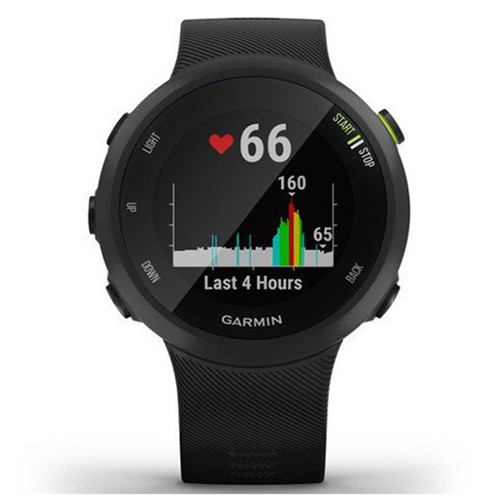 LIGHT
START STOP
66
160
UP
65
DOWN
BACK
Last 4 Hours
GARMIN